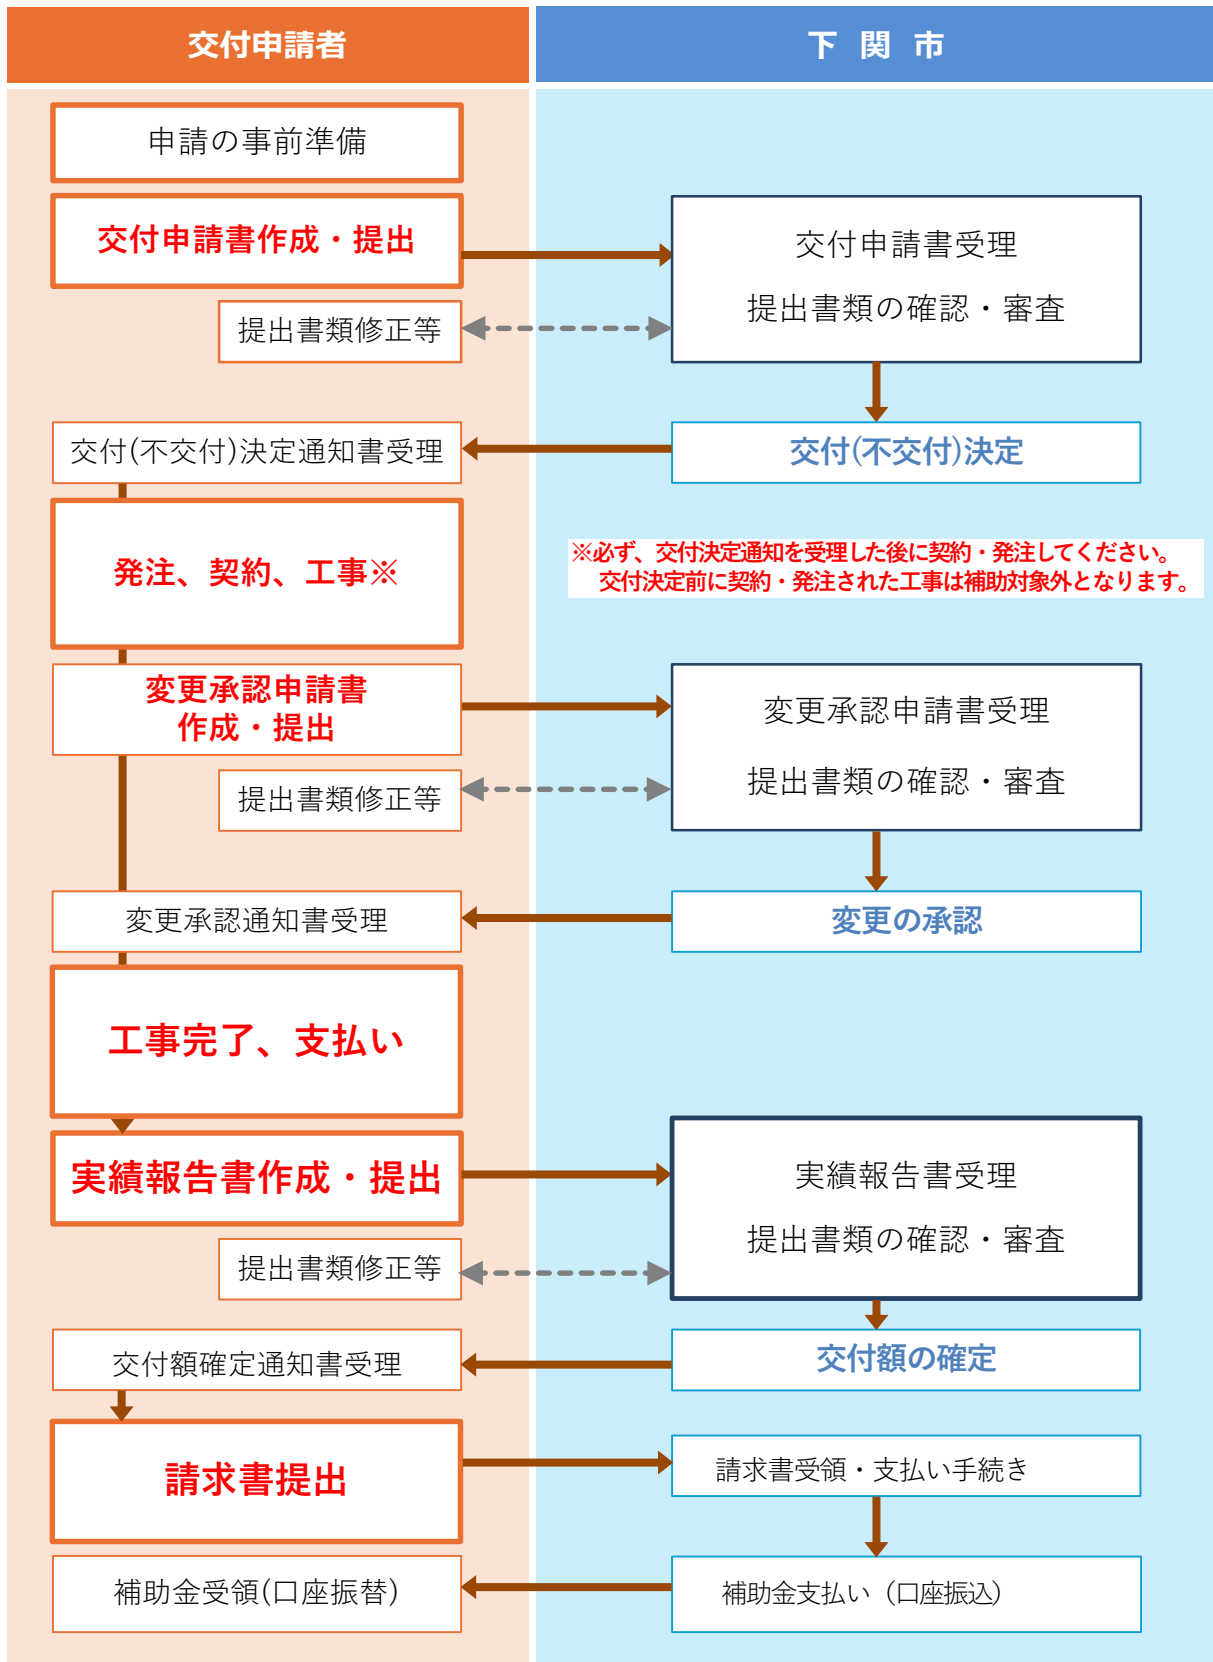 交付申請者
下 関 市
申請の事前準備
交付申請書作成・提出
交付申請書受理
提出書類の確認・審査
提出書類修正等
交付(不交付)決定通知書受理
交付(不交付)決定
発注、契約、工事※
※必ず、交付決定通知を受理した後に契約・発注してください。
交付決定前に契約・発注された工事は補助対象外となります。
変更承認申請書
作成・提出
変更承認申請書受理
提出書類の確認・審査
提出書類修正等
変更承認通知書受理
変更の承認
工事完了、支払い
実績報告書作成・提出
実績報告書受理
提出書類の確認・審査
提出書類修正等
交付額確定通知書受理
交付額の確定
請求書提出
請求書受領・支払い手続き
補助金受領(口座振替)
補助金支払い（口座振込）